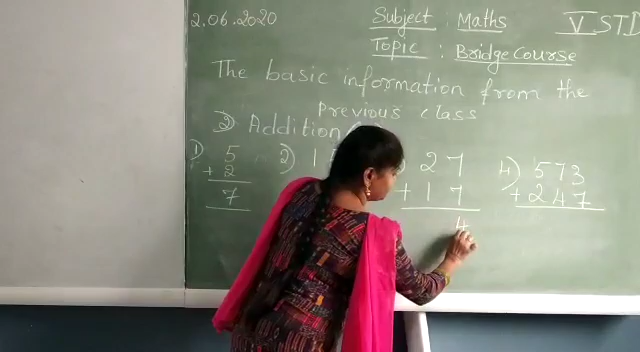 2.06.2020
Subject : Maths
V STD
Topic : Bridge Course
The basic information from the
Previous class
2) Addition
1) 5
+ 2
7
2) 1
27
+ 17
4
4) 573
+ 247